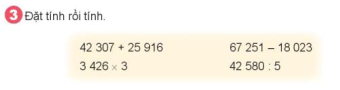 3 Đặt tính rồi tính.
42 307 + 25 916 67 251 – 18 023
3 426 × 3 42 580 : 5